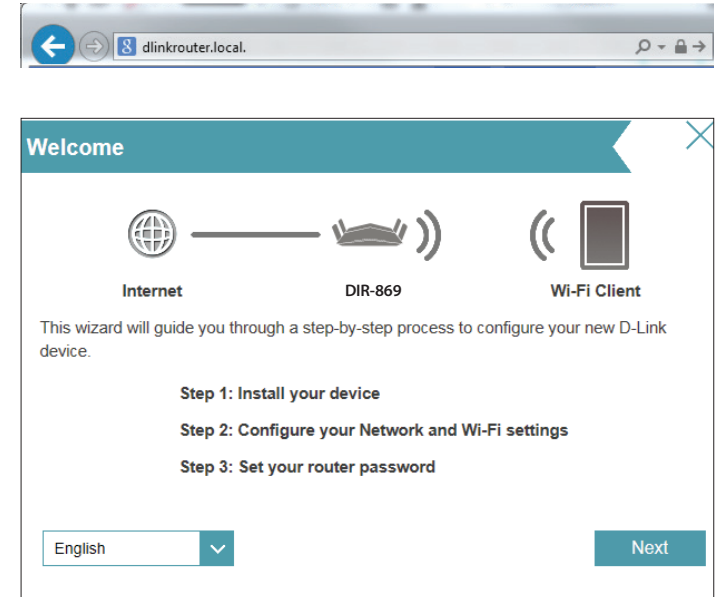 dlinkrouter.local.
Welcome
Internet DIR-869 Wi-Fi Client
This wizard will guide you through a step-by-step process to configure your new D-Link
device.
Step 1: Install your device
Step 2: Configure your Network and Wi-Fi settings
Step 3: Set your router password
English Next